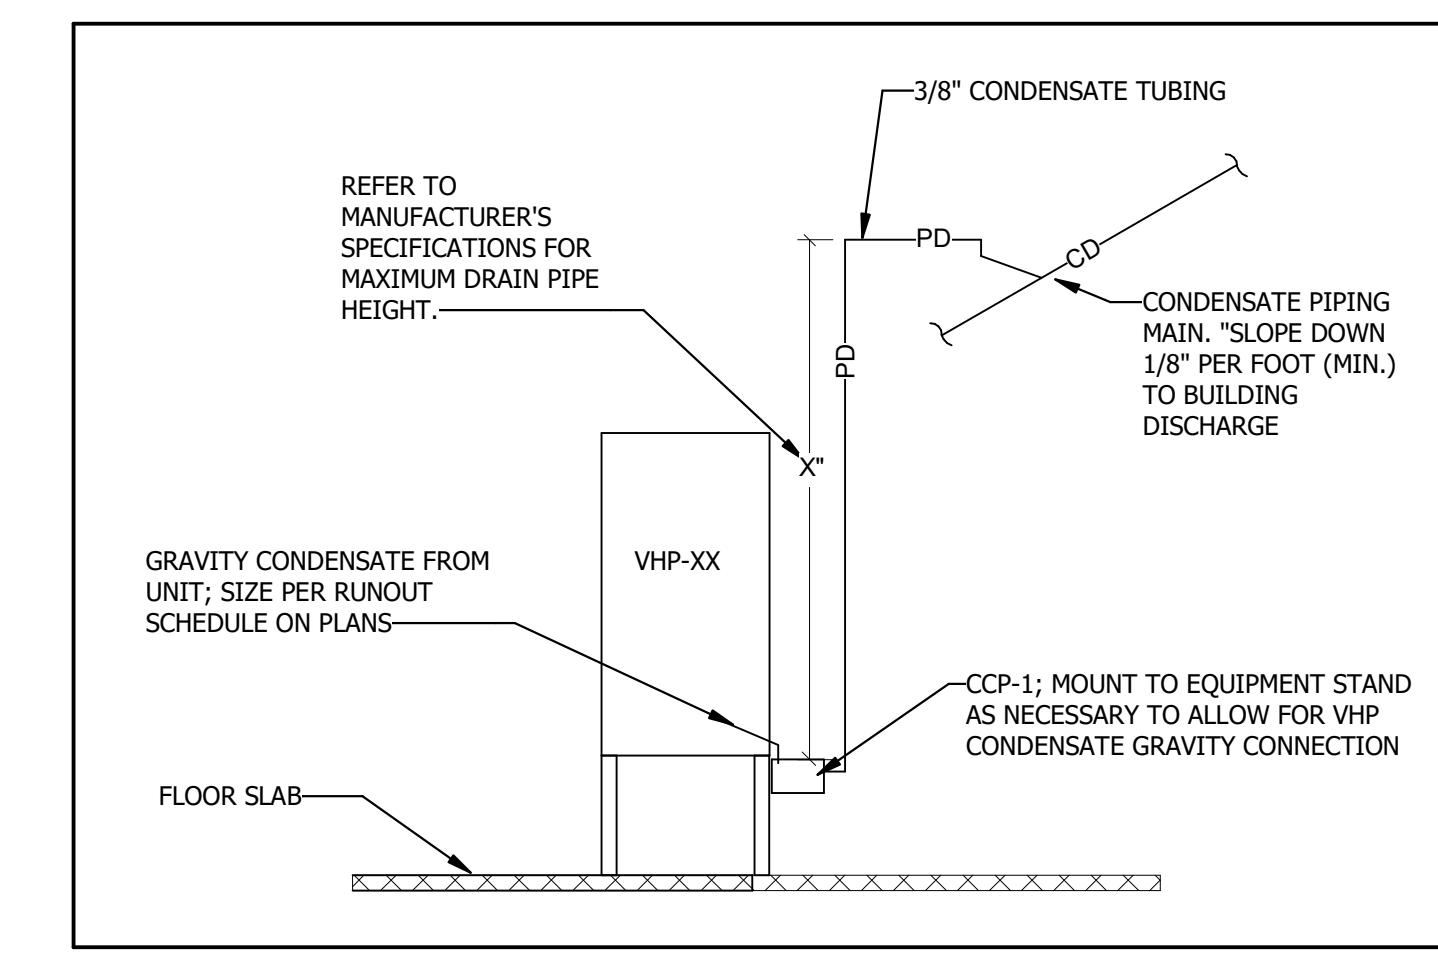 3/8" CONDENSATE TUBING
REFER TO
MANUFACTURER'S
SPECIFICATIONS FOR
MAXIMUM DRAIN PIPE
HEIGHT.
PD
CD
CONDENSATE PIPING
MAIN. "SLOPE DOWN
1/8" PER FOOT (MIN.)
TO BUILDING
DISCHARGE
PD
X"
GRAVITY CONDENSATE FROM
UNIT; SIZE PER RUNOUT
SCHEDULE ON PLANS
VHP-XX
CCP-1; MOUNT TO EQUIPMENT STAND
AS NECESSARY TO ALLOW FOR VHP
CONDENSATE GRAVITY CONNECTION
FLOOR SLAB